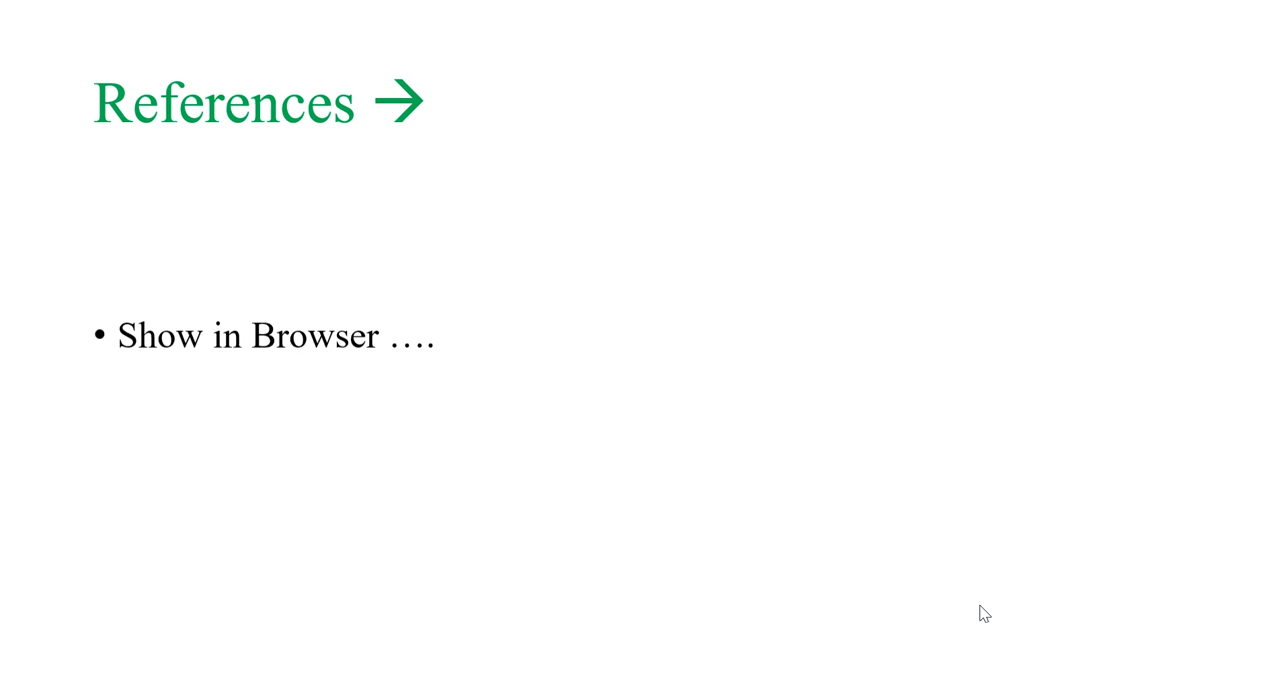 References →
• Show in Browser ….